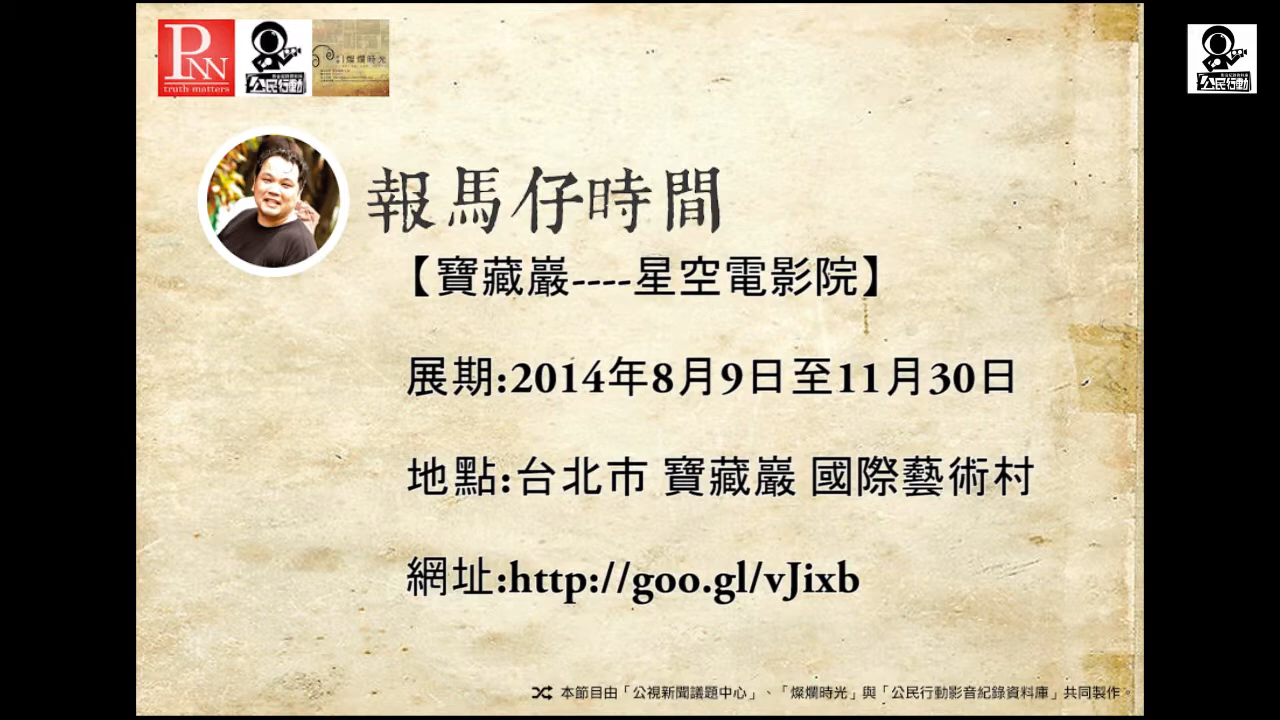 PNN
truth matters
公民行動
燦爛時光
公民行動
報馬仔時間
【寶藏巖----星空電影院】
展期:2014年8月9日至11月30日
地點:台北市 寶藏巖 國際藝術村
網址:http://goo.gl/vJixb
本節目由「公視新聞議題中心」、「燦爛時光」與「公民行動影音紀錄資料庫」共同製作。